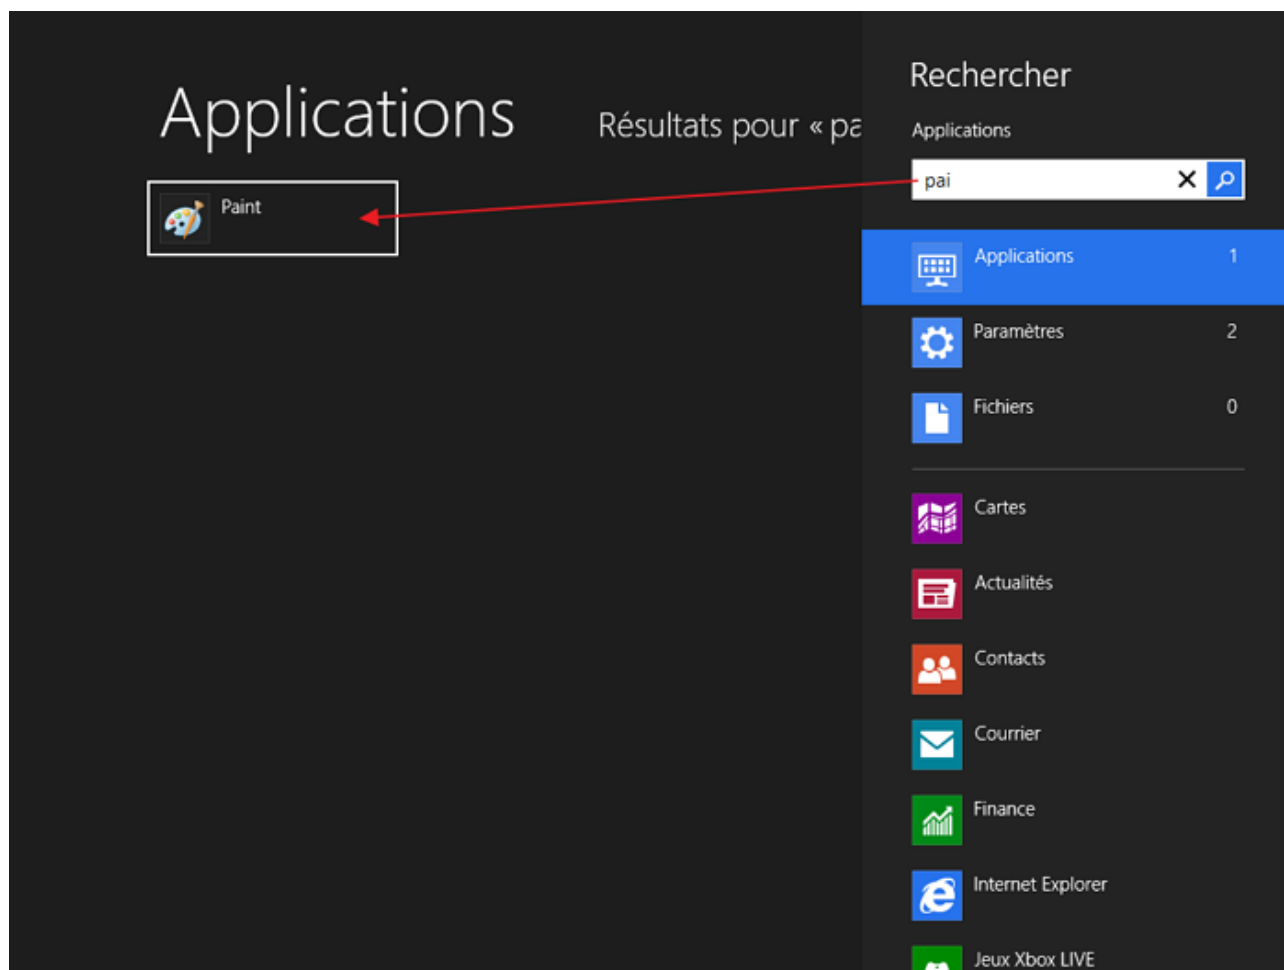 Applications
Résultats pour « pa
Paint
Rechercher
Applications
pai
Applications 1
Paramètres 2
Fichiers 0
Cartes
Actualités
Contacts
Courrier
Finance
Internet Explorer
Jeux Xbox LIVE